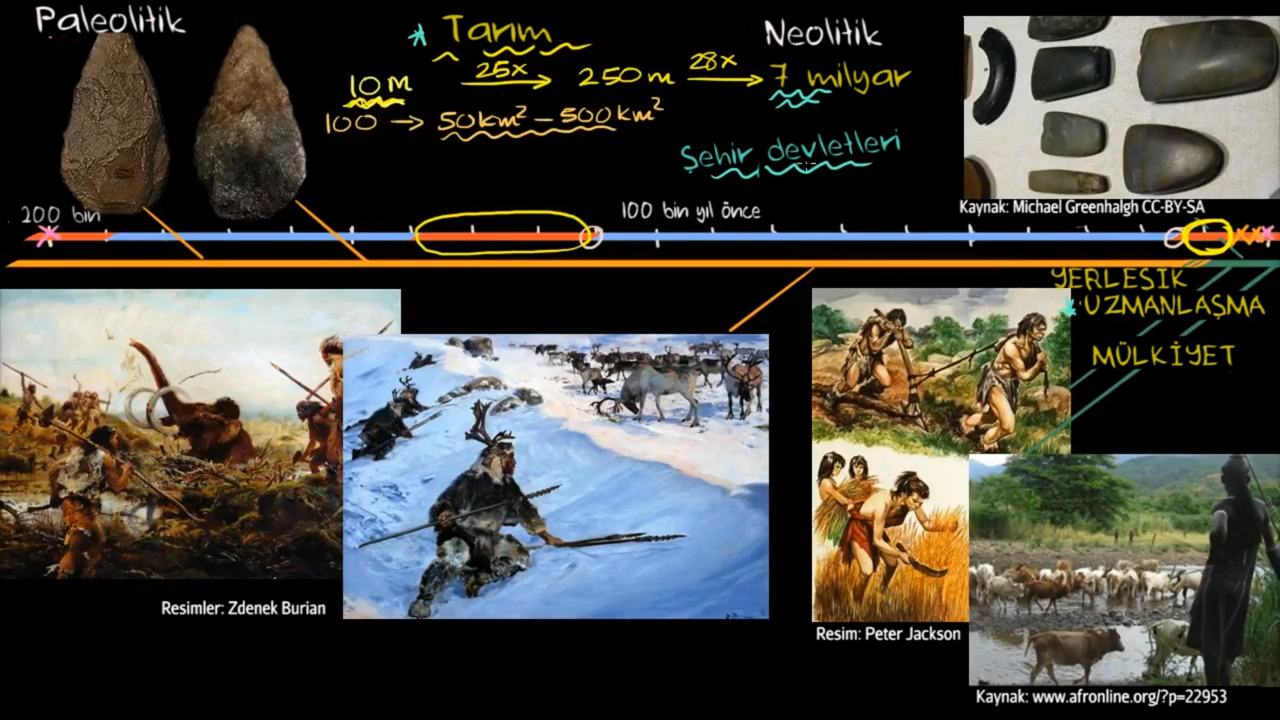 Paleolitik
* Tarım
Neolitik
10 M 25x 250 m 28x 7 milyar
100 → 50 km² – 500 km²
Şehir devletleri
Kaynak: Michael Greenhalgh CC-BY-SA
200 bin
100 bin yıl önce
YERLEŞİK
* UZMANLAŞMA
MÜLKİYET
Resimler: Zdenek Burian
Resim: Peter Jackson
Kaynak: www.afronline.org/?p=22953